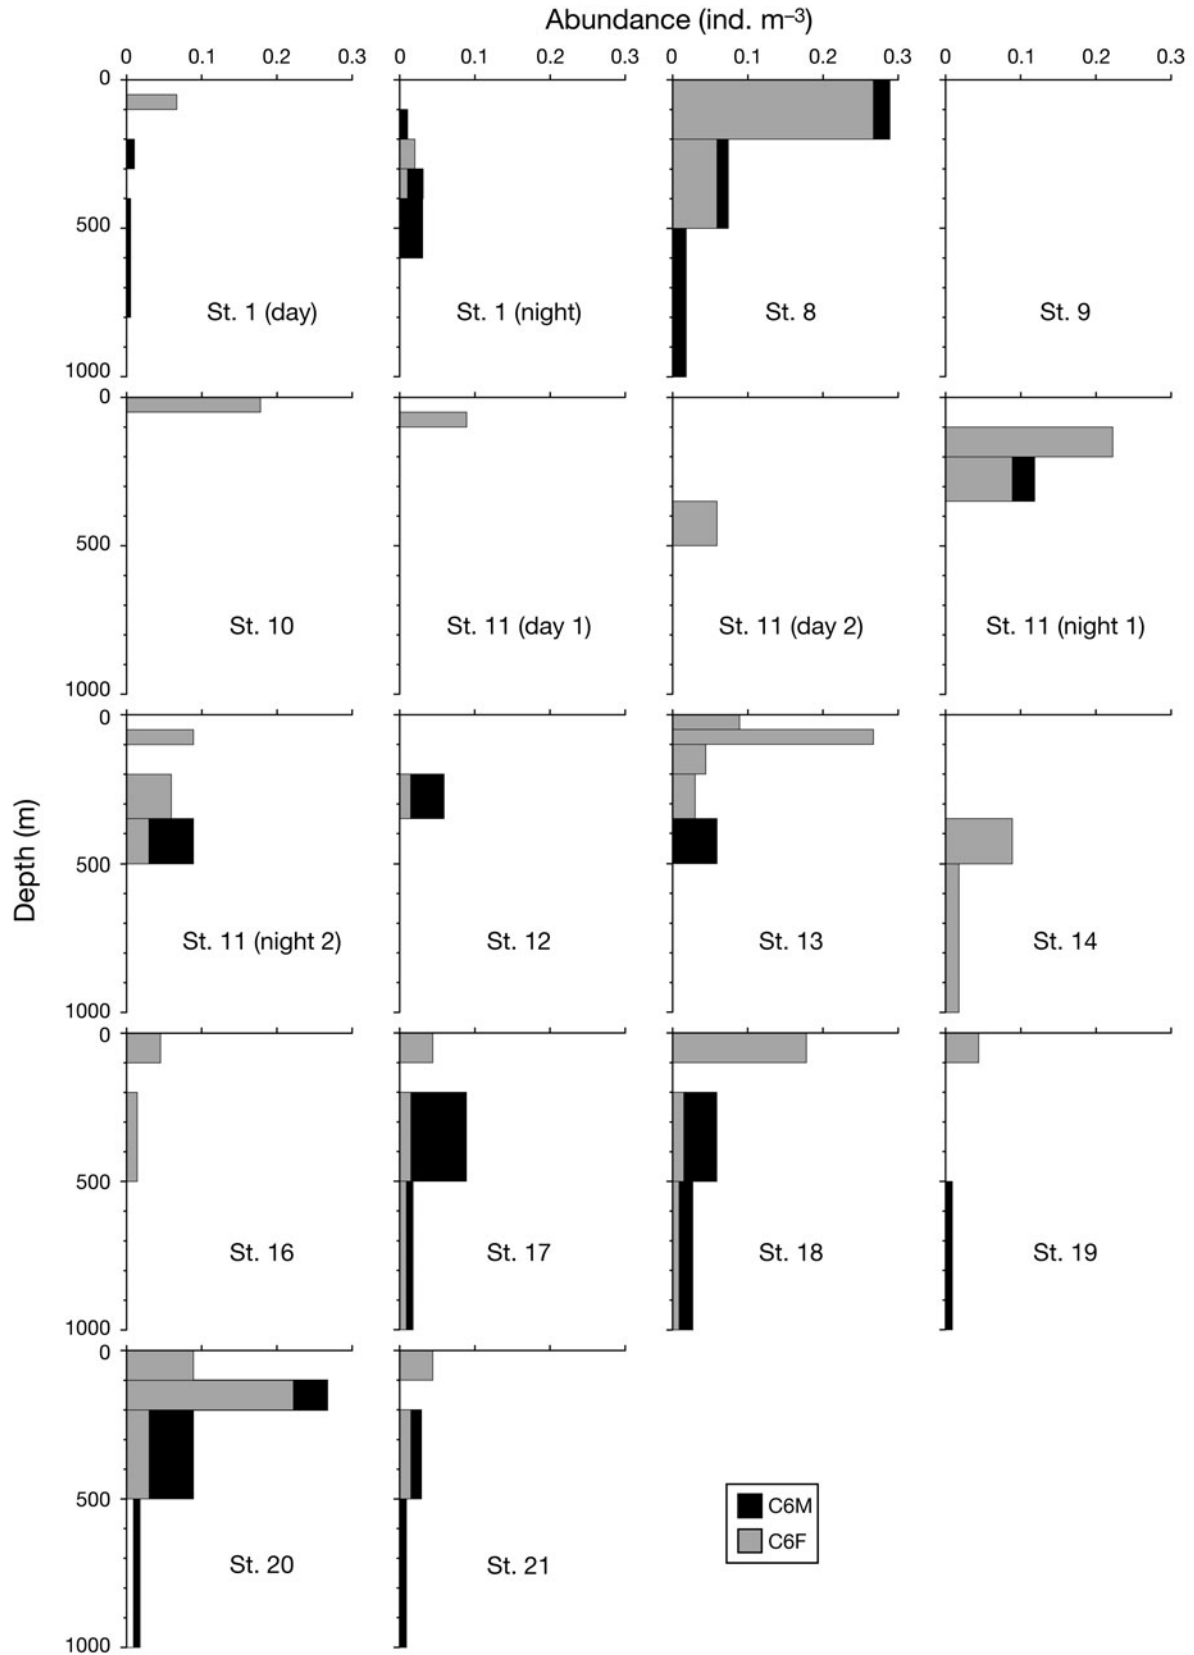 Abundance (ind. m–3)
0 0.1 0.2 0.3 0 0.1 0.2 0.3 0 0.1 0.2 0.3 0 0.1 0.2 0.3
0
500
1000
St. 1 (day) St. 1 (night) St. 8 St. 9
0
500
1000
St. 10 St. 11 (day 1) St. 11 (day 2) St. 11 (night 1)
Depth (m)
0
500
1000
St. 11 (night 2) St. 12 St. 13 St. 14
0
500
1000
St. 16 St. 17 St. 18 St. 19
0
500
1000
St. 20 St. 21
C6M
C6F